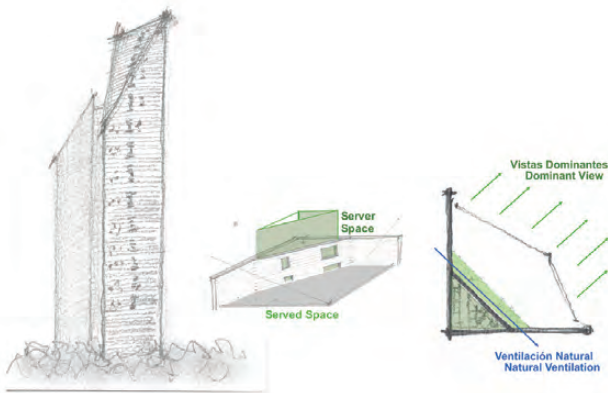 Server
Space
Served Space
Vistas Dominantes
Dominant View
Ventilación Natural
Natural Ventilation